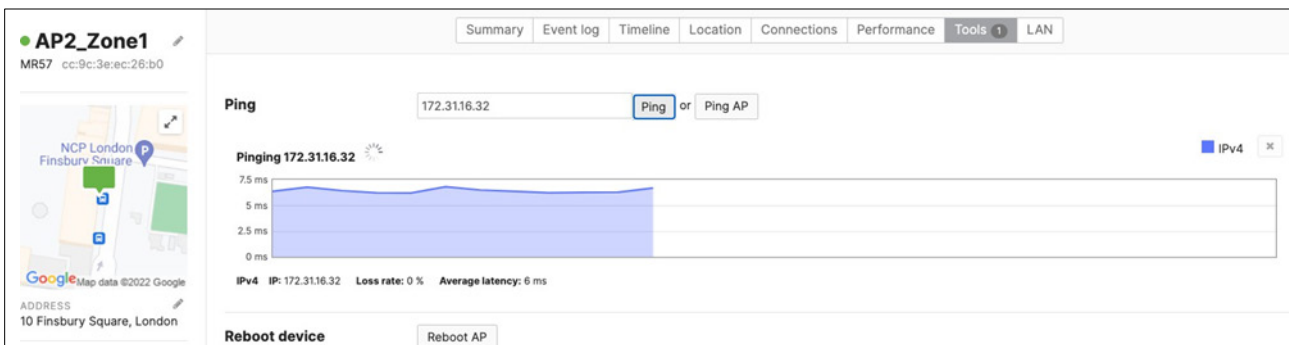 AP2_Zone1
MR57 cc:9c:3e:ec:26:b0
NCP London
Finsbury Square
P
Google Map data ©2022 Google
ADDRESS
10 Finsbury Square, London
Summary Event log Timeline Location Connections Performance Tools 1 LAN
Ping 172.31.16.32 Ping or Ping AP
Pinging 172.31.16.32 IPv4 ×
7.5 ms
5 ms
2.5 ms
0 ms
IPv4 IP: 172.31.16.32 Loss rate: 0 % Average latency: 6 ms
Reboot device Reboot AP